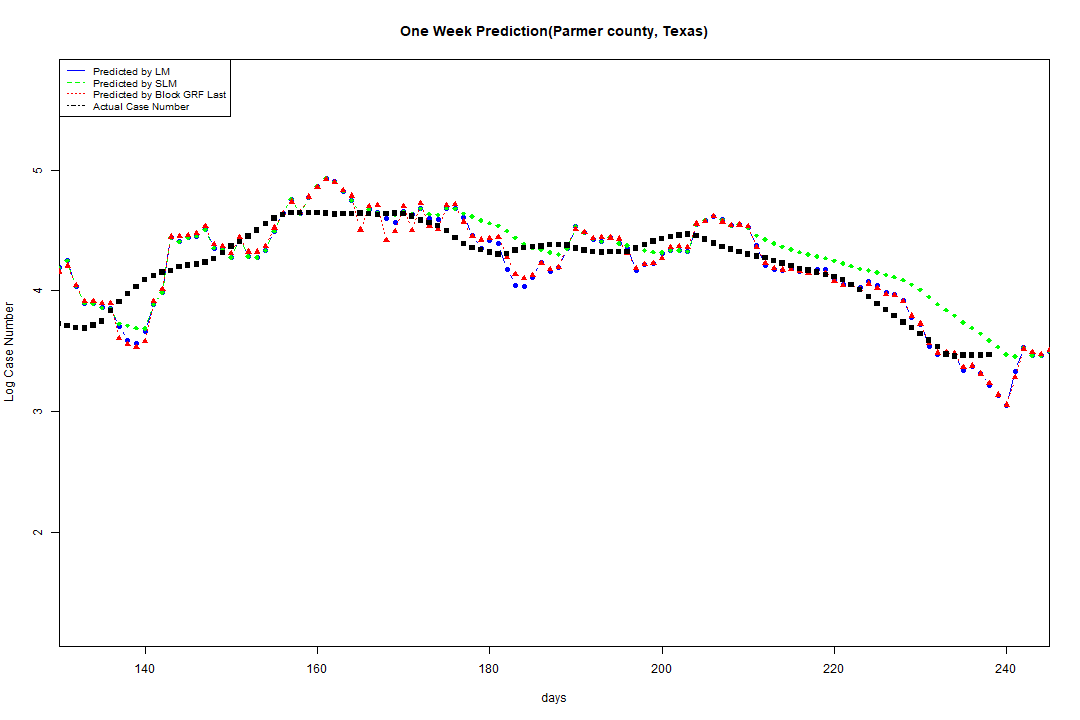 One Week Prediction(Parmer county, Texas)
Predicted by LM
Predicted by SLM
Predicted by Block GRF Last
Actual Case Number
5
4
3
2
Log Case Number
140 160 180 200 220 240
days